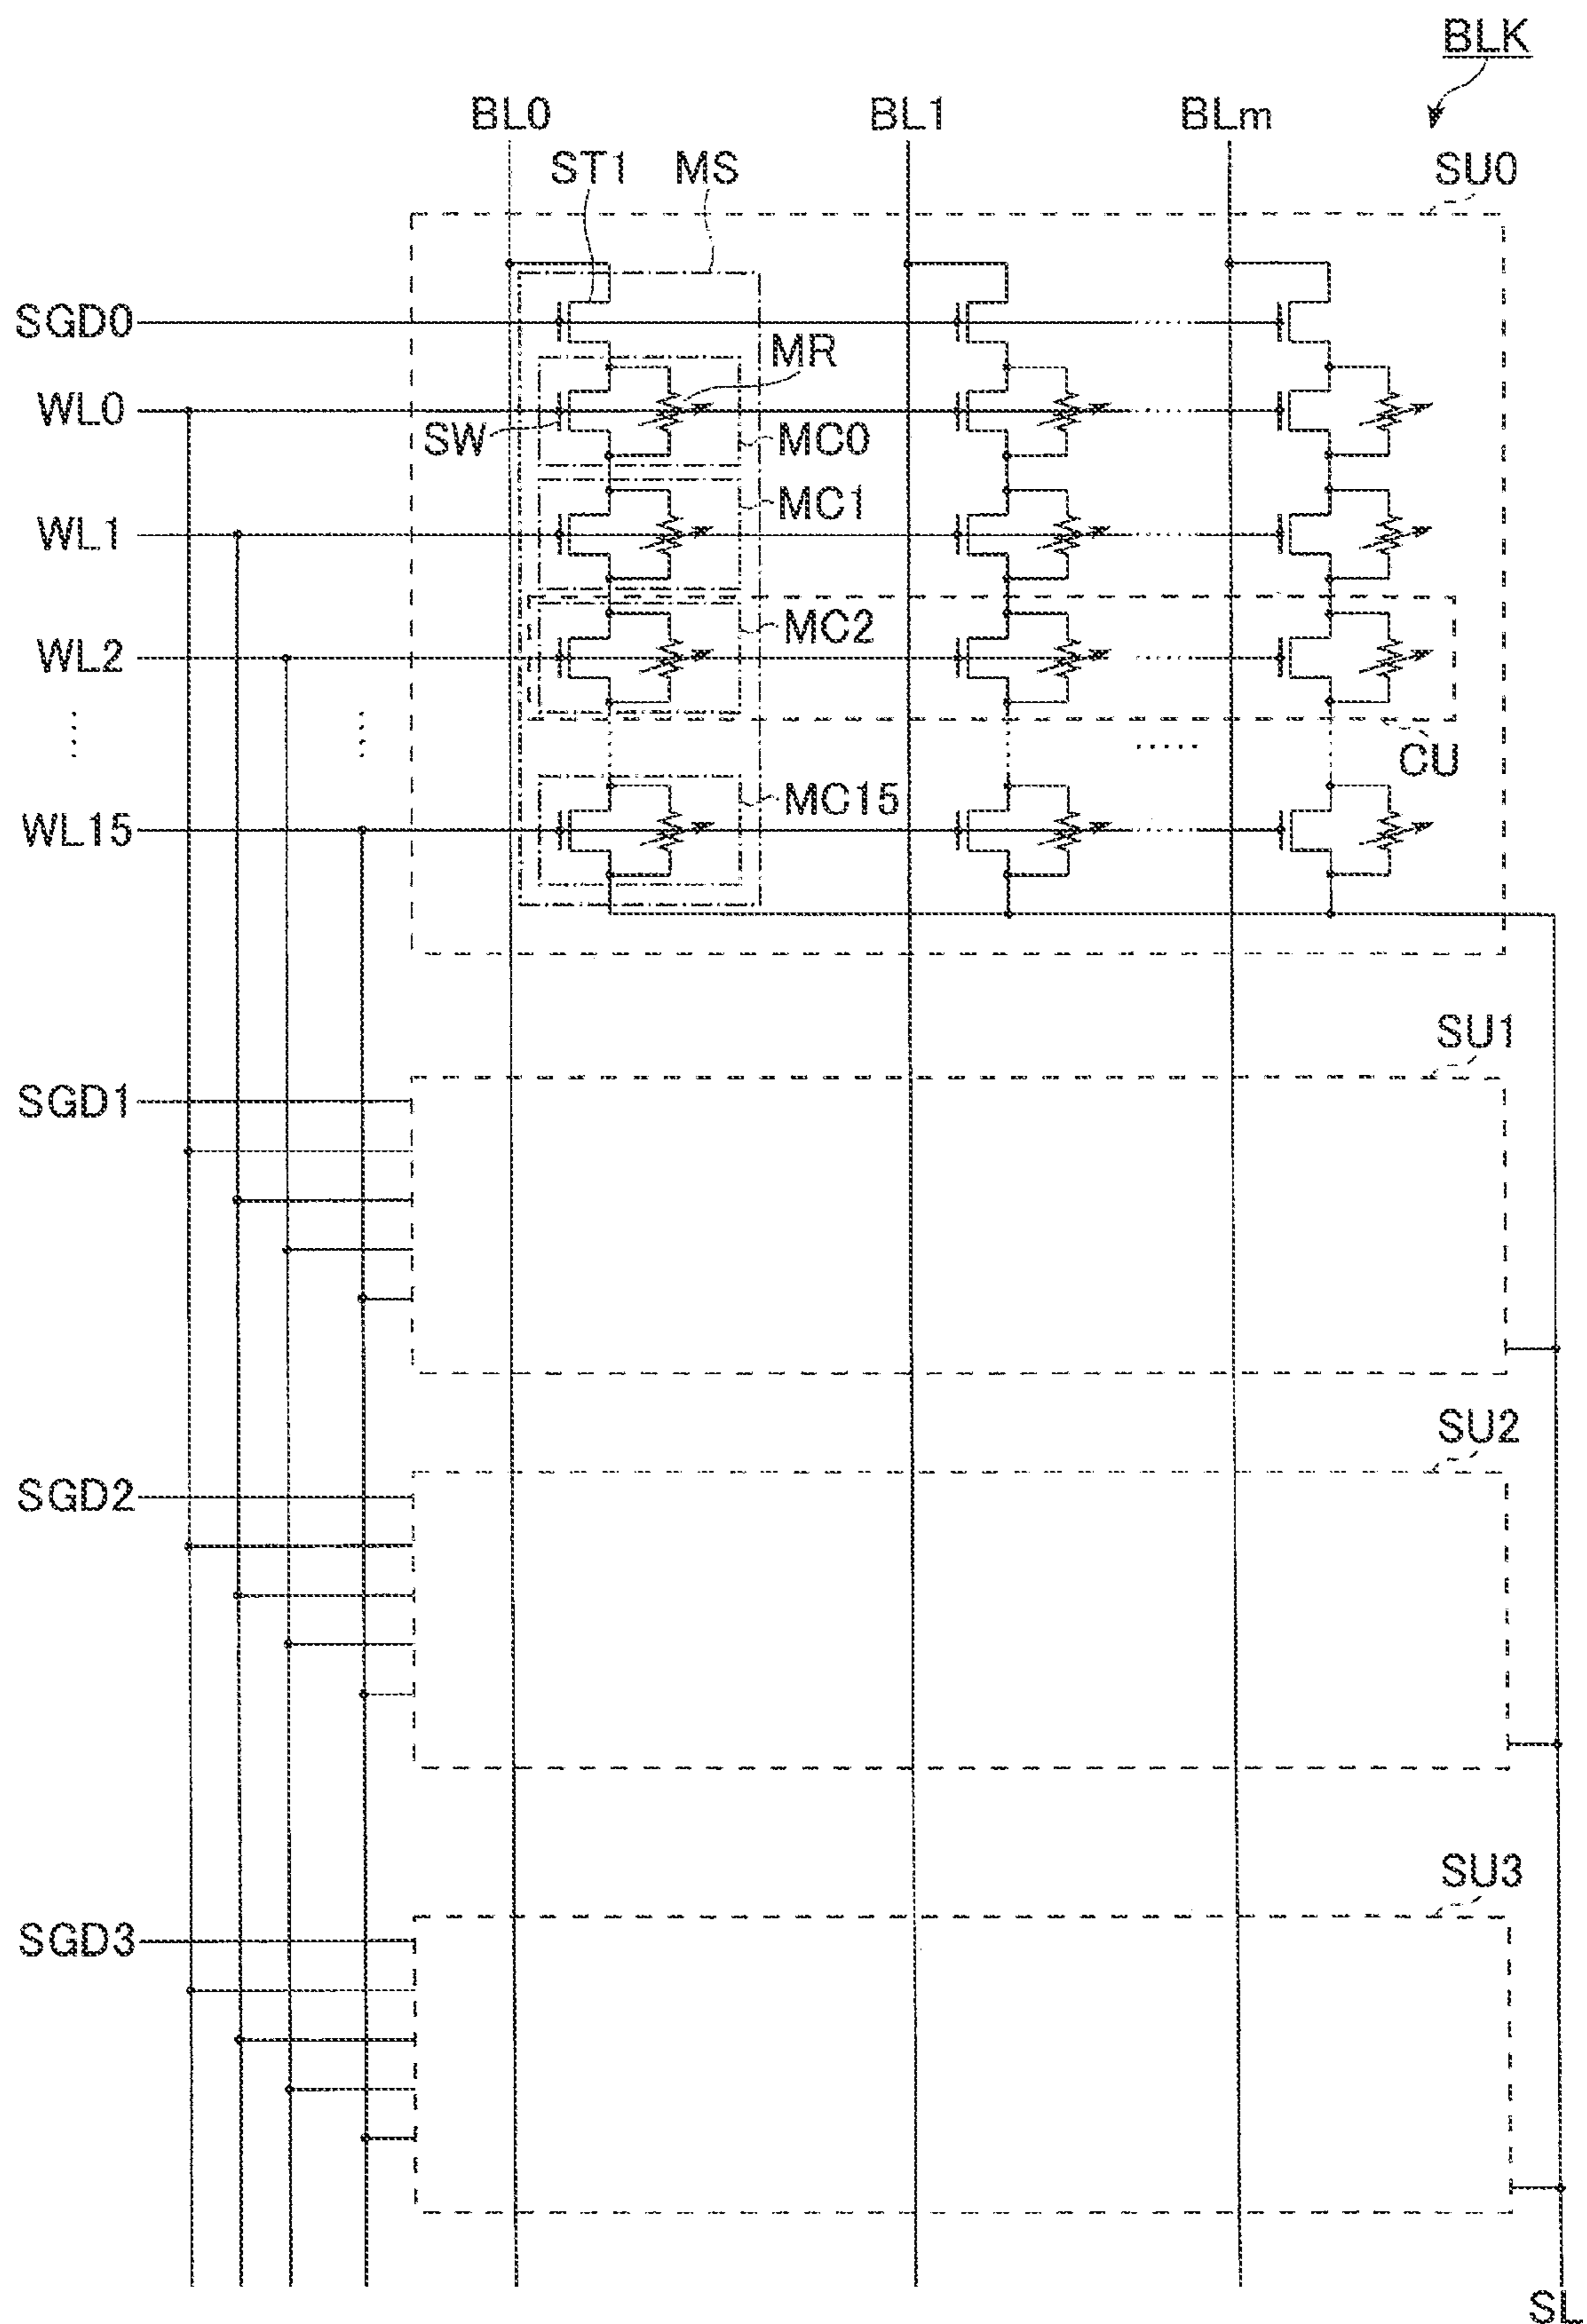 BLK
BL0 BL1 BLm
ST1 MS SU0
SGD0
MR
WL0
SW MC0
MC1
WL1
MC2
WL2
CU
MC15
WL15
SU1
SGD1
SU2
SGD2
SU3
SGD3
SL